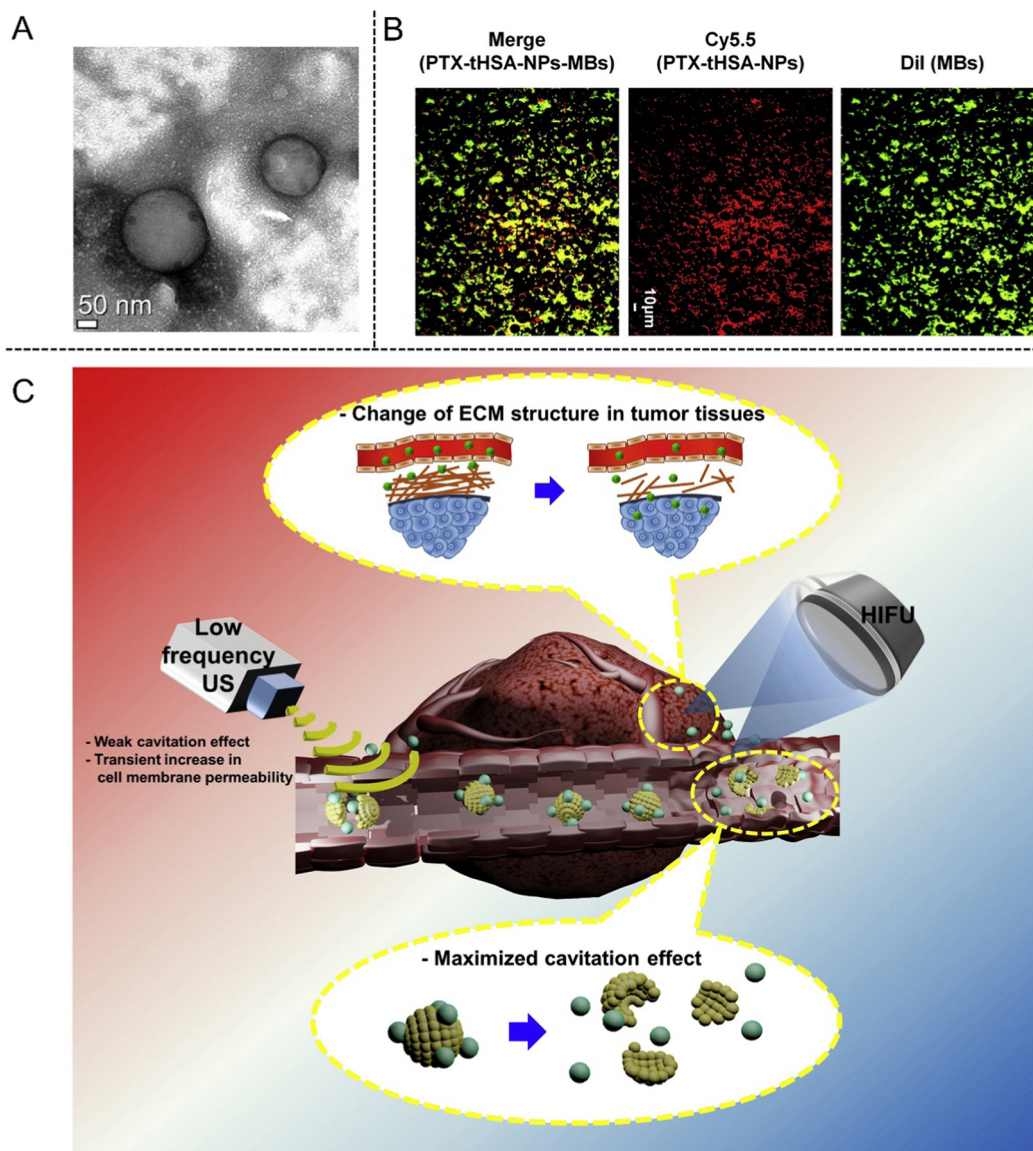 A
50 nm
B
Merge
(PTX-tHSA-NPs-MBs)
Cy5.5
(PTX-tHSA-NPs)
DiI (MBs)
10μm
C
- Change of ECM structure in tumor tissues
HIFU
Low
frequency
US
- Weak cavitation effect
- Transient increase in
cell membrane permeability
- Maximized cavitation effect